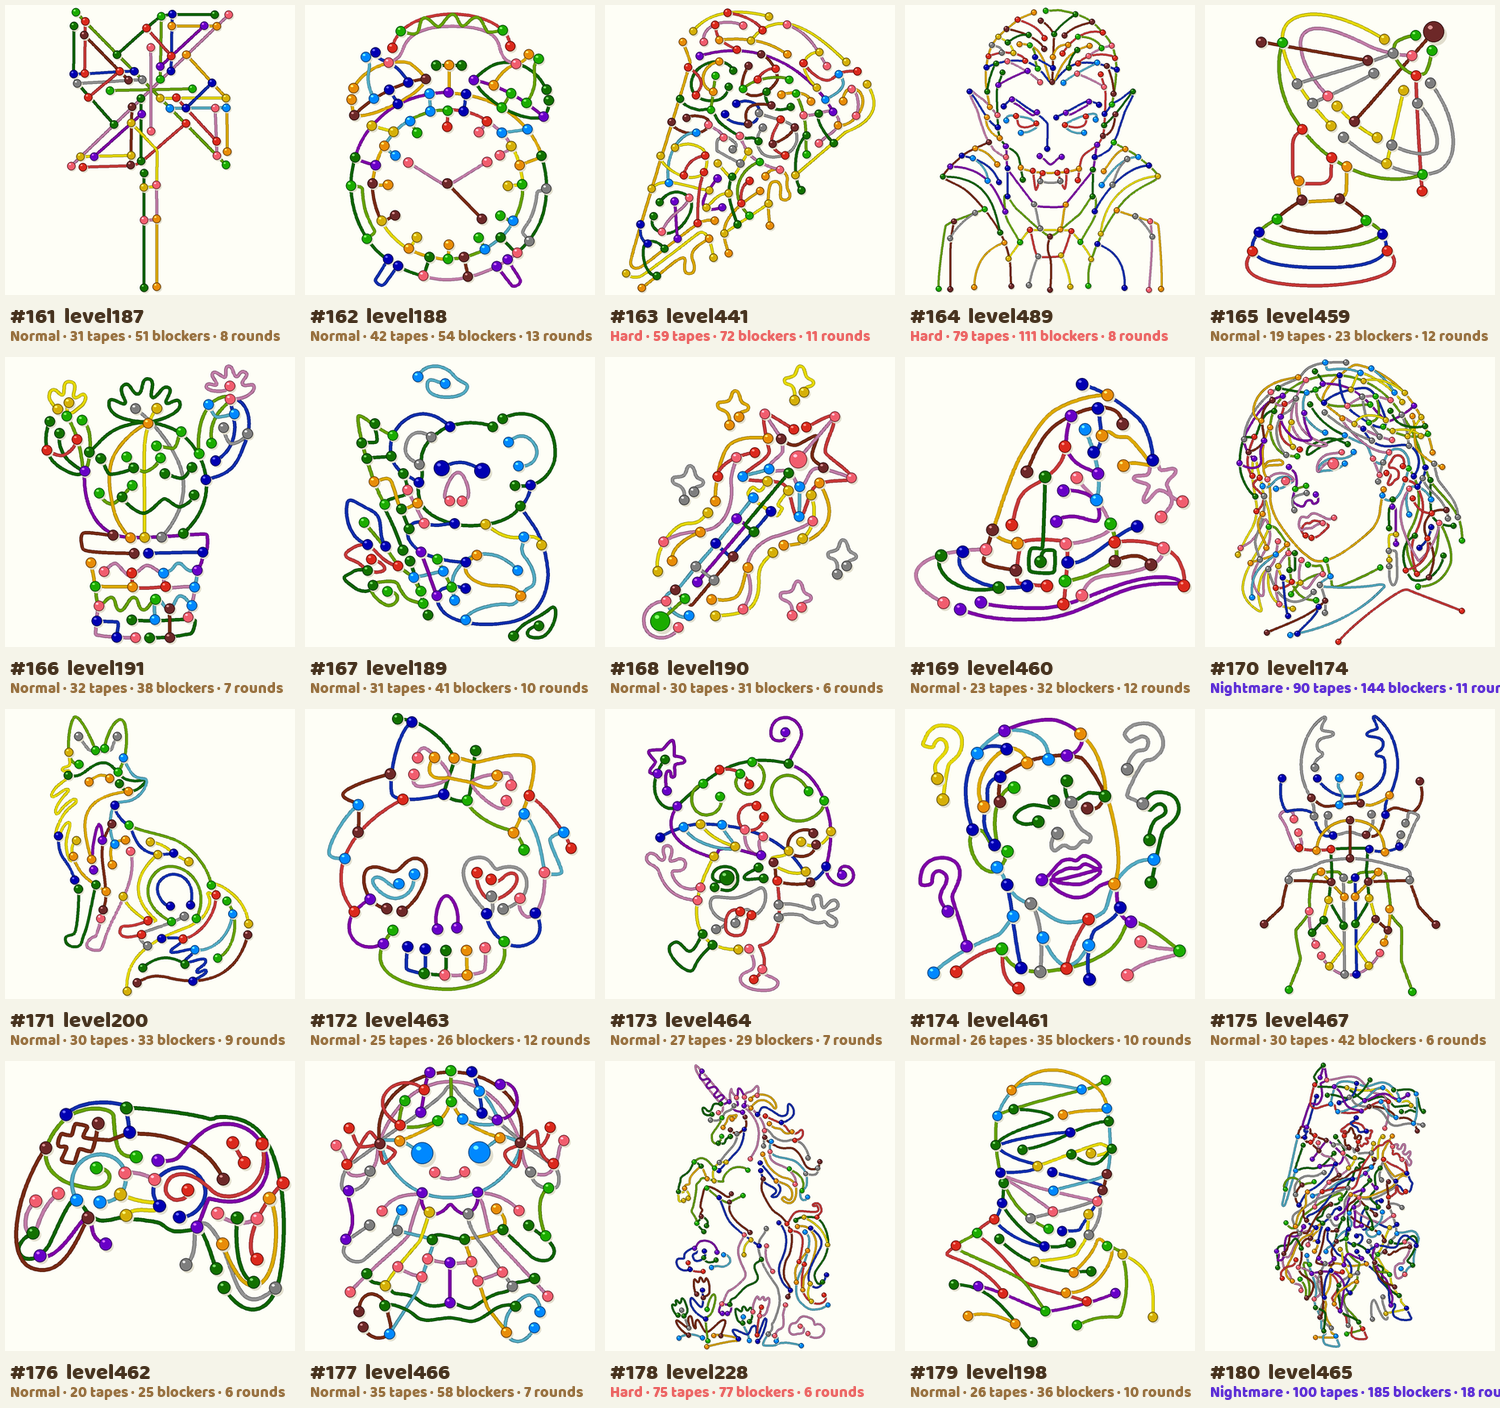 #161 level187
Normal · 31 tapes · 51 blockers · 8 rounds
#162 level188
Normal · 42 tapes · 54 blockers · 13 rounds
#163 level441
Hard · 59 tapes · 72 blockers · 11 rounds
#164 level489
Hard · 79 tapes · 111 blockers · 8 rounds
#165 level459
Normal · 19 tapes · 23 blockers · 12 rounds
#166 level191
Normal · 32 tapes · 38 blockers · 7 rounds
#167 level189
Normal · 31 tapes · 41 blockers · 10 rounds
#168 level190
Normal · 30 tapes · 31 blockers · 6 rounds
#169 level460
Normal · 23 tapes · 32 blockers · 12 rounds
#170 level174
Nightmare · 90 tapes · 144 blockers · 11 roun
#171 level200
Normal · 30 tapes · 33 blockers · 9 rounds
#172 level463
Normal · 25 tapes · 26 blockers · 12 rounds
#173 level464
Normal · 27 tapes · 29 blockers · 7 rounds
#174 level461
Normal · 26 tapes · 35 blockers · 10 rounds
#175 level467
Normal · 30 tapes · 42 blockers · 6 rounds
#176 level462
Normal · 20 tapes · 25 blockers · 6 rounds
#177 level466
Normal · 35 tapes · 58 blockers · 7 rounds
#178 level228
Hard · 75 tapes · 77 blockers · 6 rounds
#179 level198
Normal · 26 tapes · 36 blockers · 10 rounds
#180 level465
Nightmare · 100 tapes · 185 blockers · 18 rou